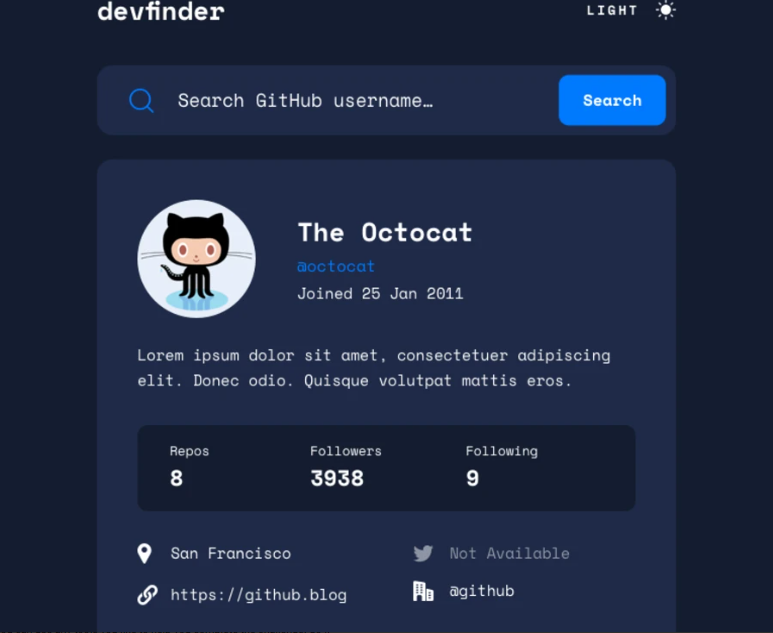 devfinder
LIGHT
Search GitHub username…
Search
The Octocat
@octocat
Joined 25 Jan 2011
Lorem ipsum dolor sit amet, consectetuer adipiscing
elit. Donec odio. Quisque volutpat mattis eros.
Repos
Followers
Following
8
3938
9
San Francisco
Not Available
https://github.blog
@github